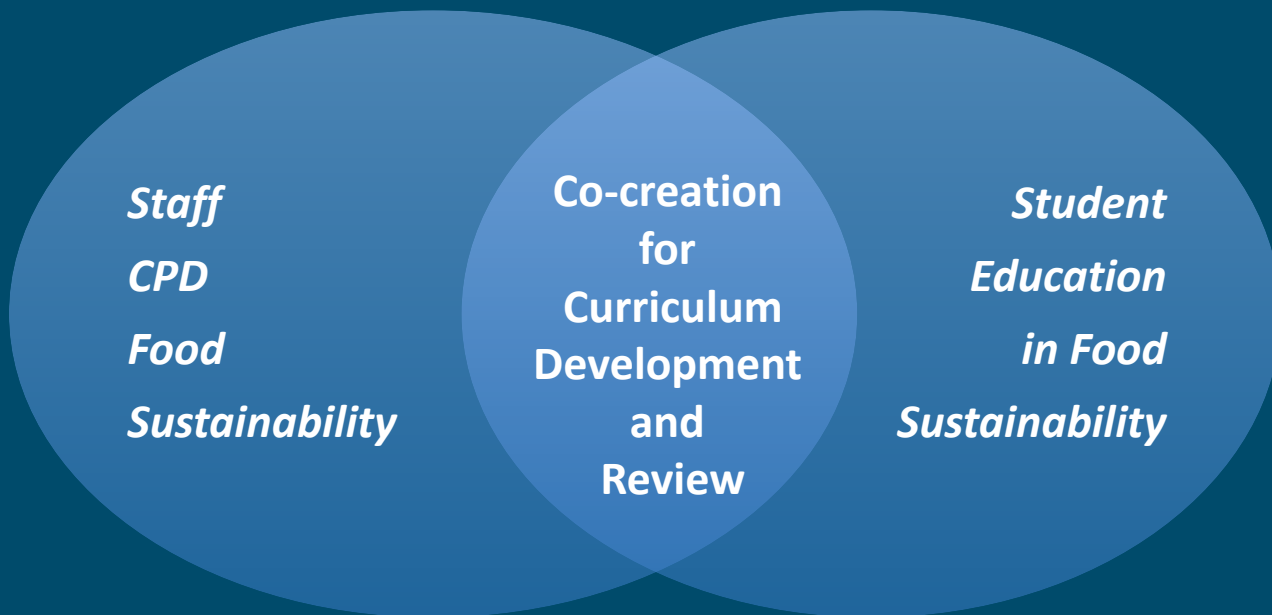 Staff
CPD
Food
Sustainability
Co-creation
for
Curriculum
Development
and
Review
Student
Education
in Food
Sustainability